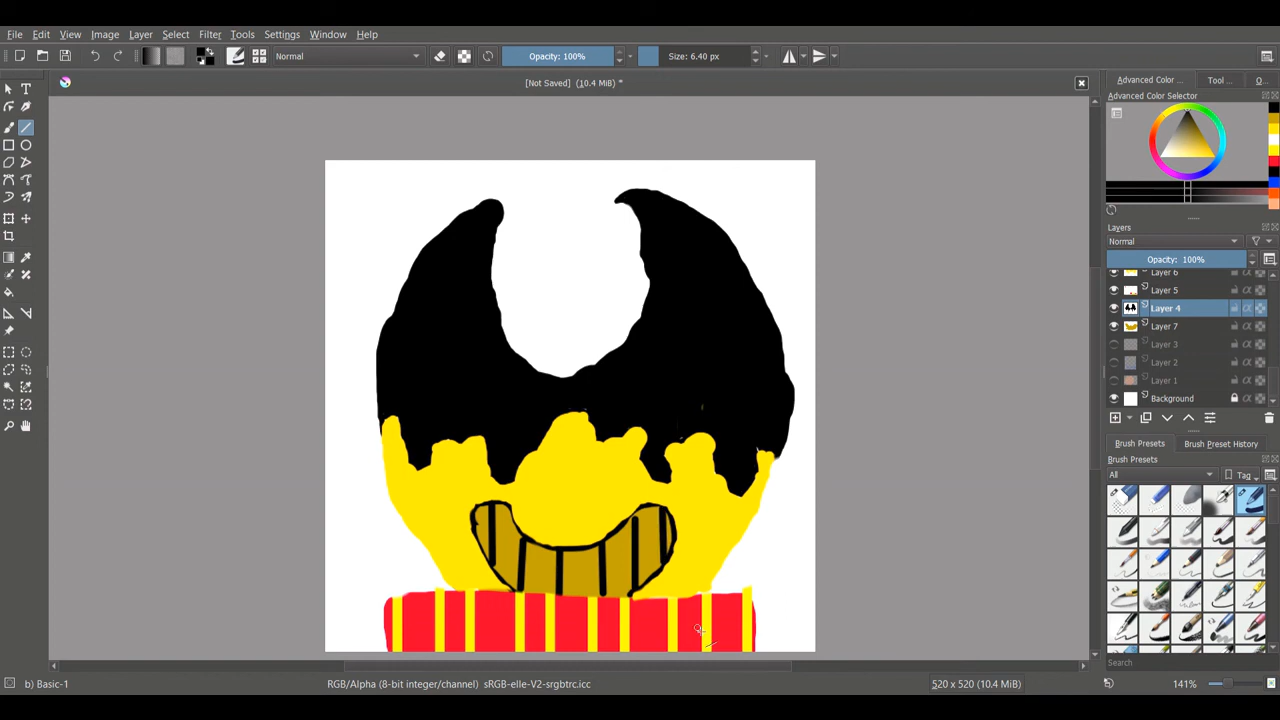 File Edit View Image Layer Select Filter Tools Settings Window Help
Normal Opacity: 100% Size: 6.40 px
[Not Saved] (10.4 MiB) *
Advanced Color ... Tool ... O...
Advanced Color Selector
Layers
Normal
Opacity: 100%
Layer 6
Layer 5
Layer 4
Layer 7
Layer 3
Layer 2
Layer 1
Background
Brush Presets Brush Preset History
Brush Presets
All Tag
Search
b) Basic-1 RGB/Alpha (8-bit integer/channel) sRGB-elle-V2-srgbtrc.icc 520 x 520 (10.4 MiB) 141%